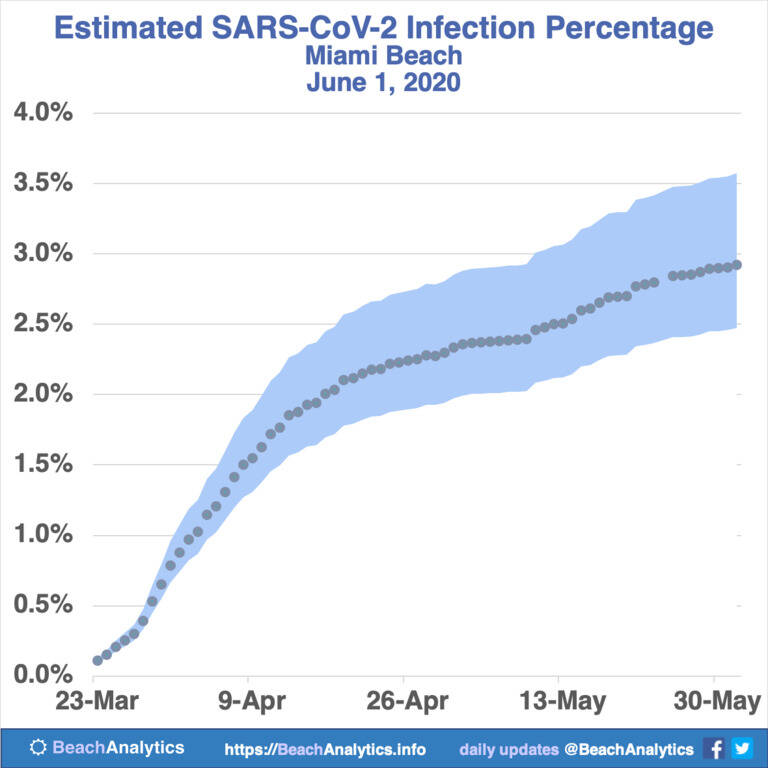 Estimated SARS-CoV-2 Infection Percentage
Miami Beach
June 1, 2020
4.0%
3.5%
3.0%
2.5%
2.0%
1.5%
1.0%
0.5%
0.0%
23-Mar 9-Apr 26-Apr 13-May 30-May
BeachAnalytics https://BeachAnalytics.info daily updates @BeachAnalytics